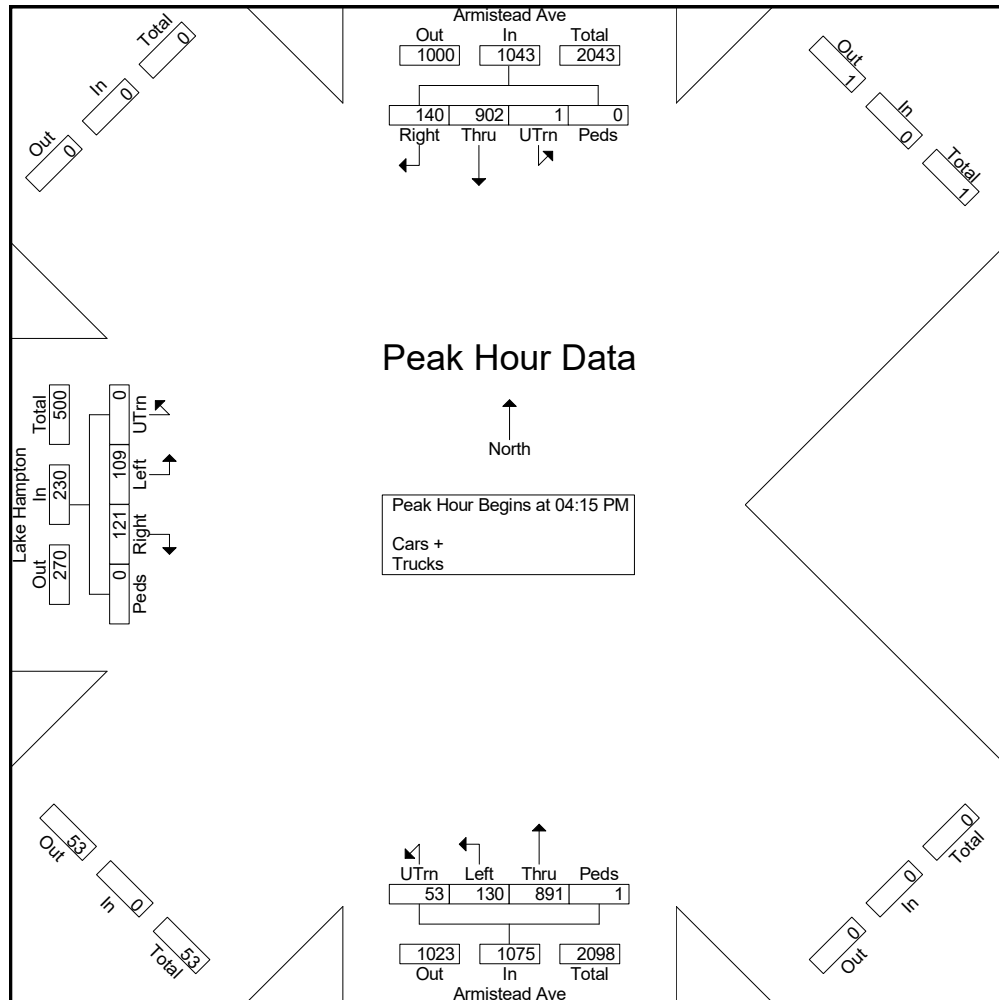 Armistead Ave
Out In Total
1000 1043 2043
140 902 1 0
Right Thru UTrn Peds
Total
0
In
0
Out
0
Out
1
In
0
Total
1
Peak Hour Data
North
Peak Hour Begins at 04:15 PM
Cars +
Trucks
Lake Hampton
Out In Total
270 230 500
0 121 109 0
Peds Right Left UTrn
53
Out
0
In
53
Total
0
Total
0
In
0
Out
UTrn Left Thru Peds
53 130 891 1
1023 1075 2098
Out In Total
Armistead Ave